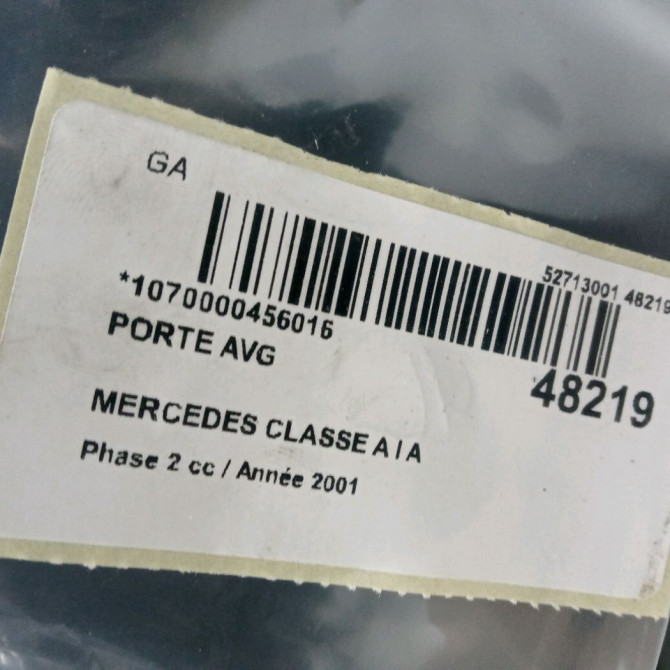 GA
52713001 48219
*1070000456016
PORTE AVG
48219
MERCEDES CLASSE A I A
Phase 2 cc / Année 2001